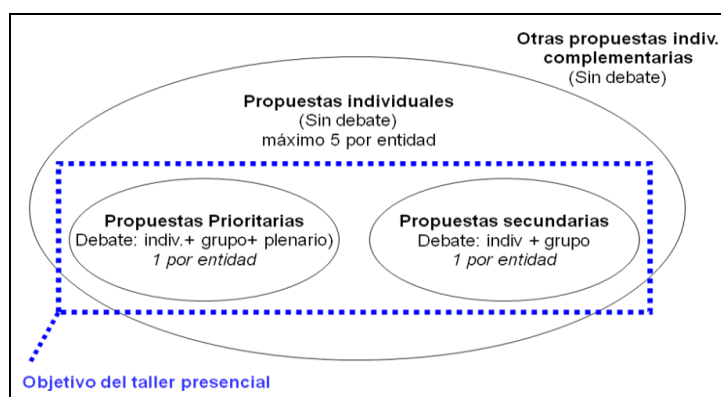 Otras propuestas indiv.
complementarias
(Sin debate)
Propuestas individuales
(Sin debate)
máximo 5 por entidad
Propuestas Prioritarias
Debate: indiv.+ grupo+ plenario)
1 por entidad
Propuestas secundarias
Debate: indiv + grupo
1 por entidad
Objetivo del taller presencial